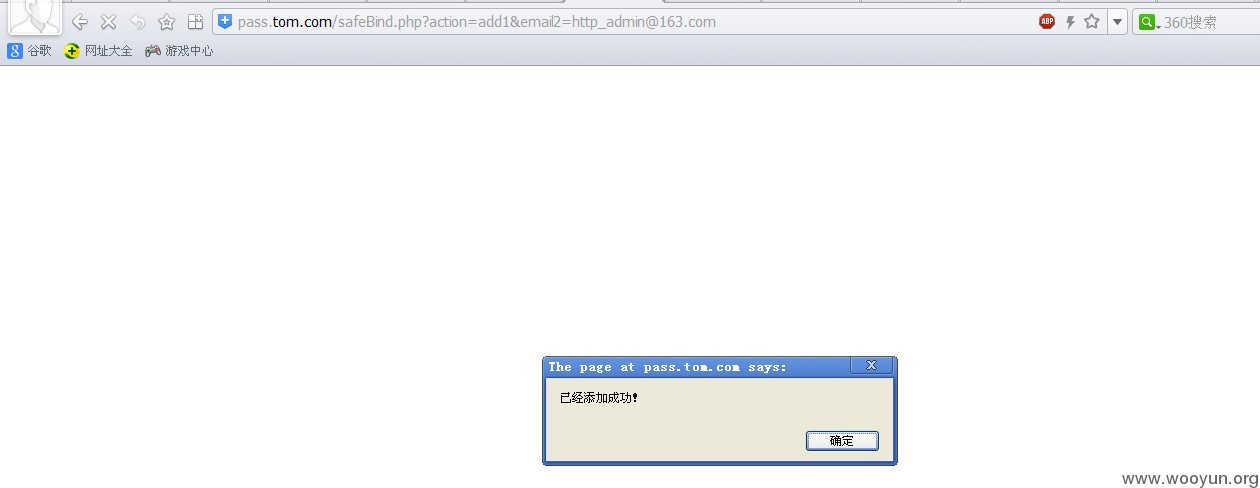 pass.tom.com/safeBind.php?action=add1&email2=http_admin@163.com
ABP
360搜索
8 谷歌
网址大全
游戏中心
The page at pass.tom.com says:
已经添加成功!
确定
www.wooyun.org